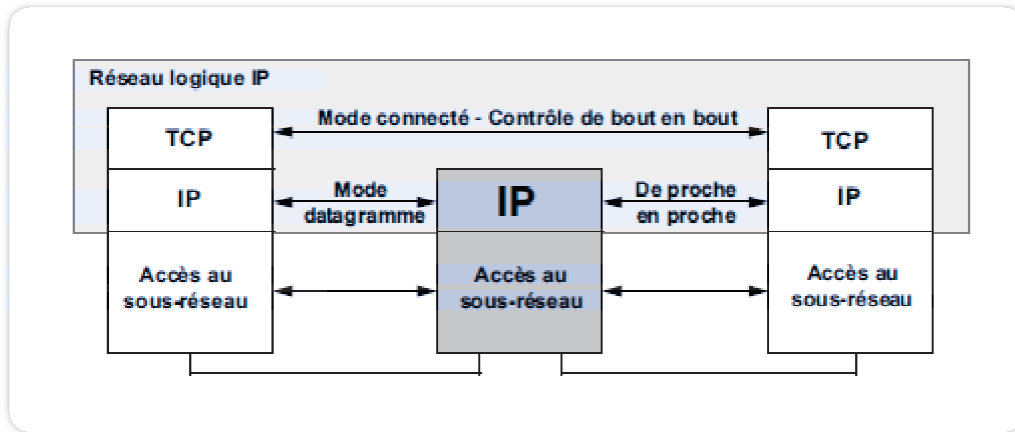 Réseau logique IP
Mode connecté - Contrôle de bout en bout
TCP
TCP
IP
Mode
datagramme
IP
De proche
en proche
IP
Accès au
sous-réseau
Accès au
sous-réseau
Accès au
sous-réseau